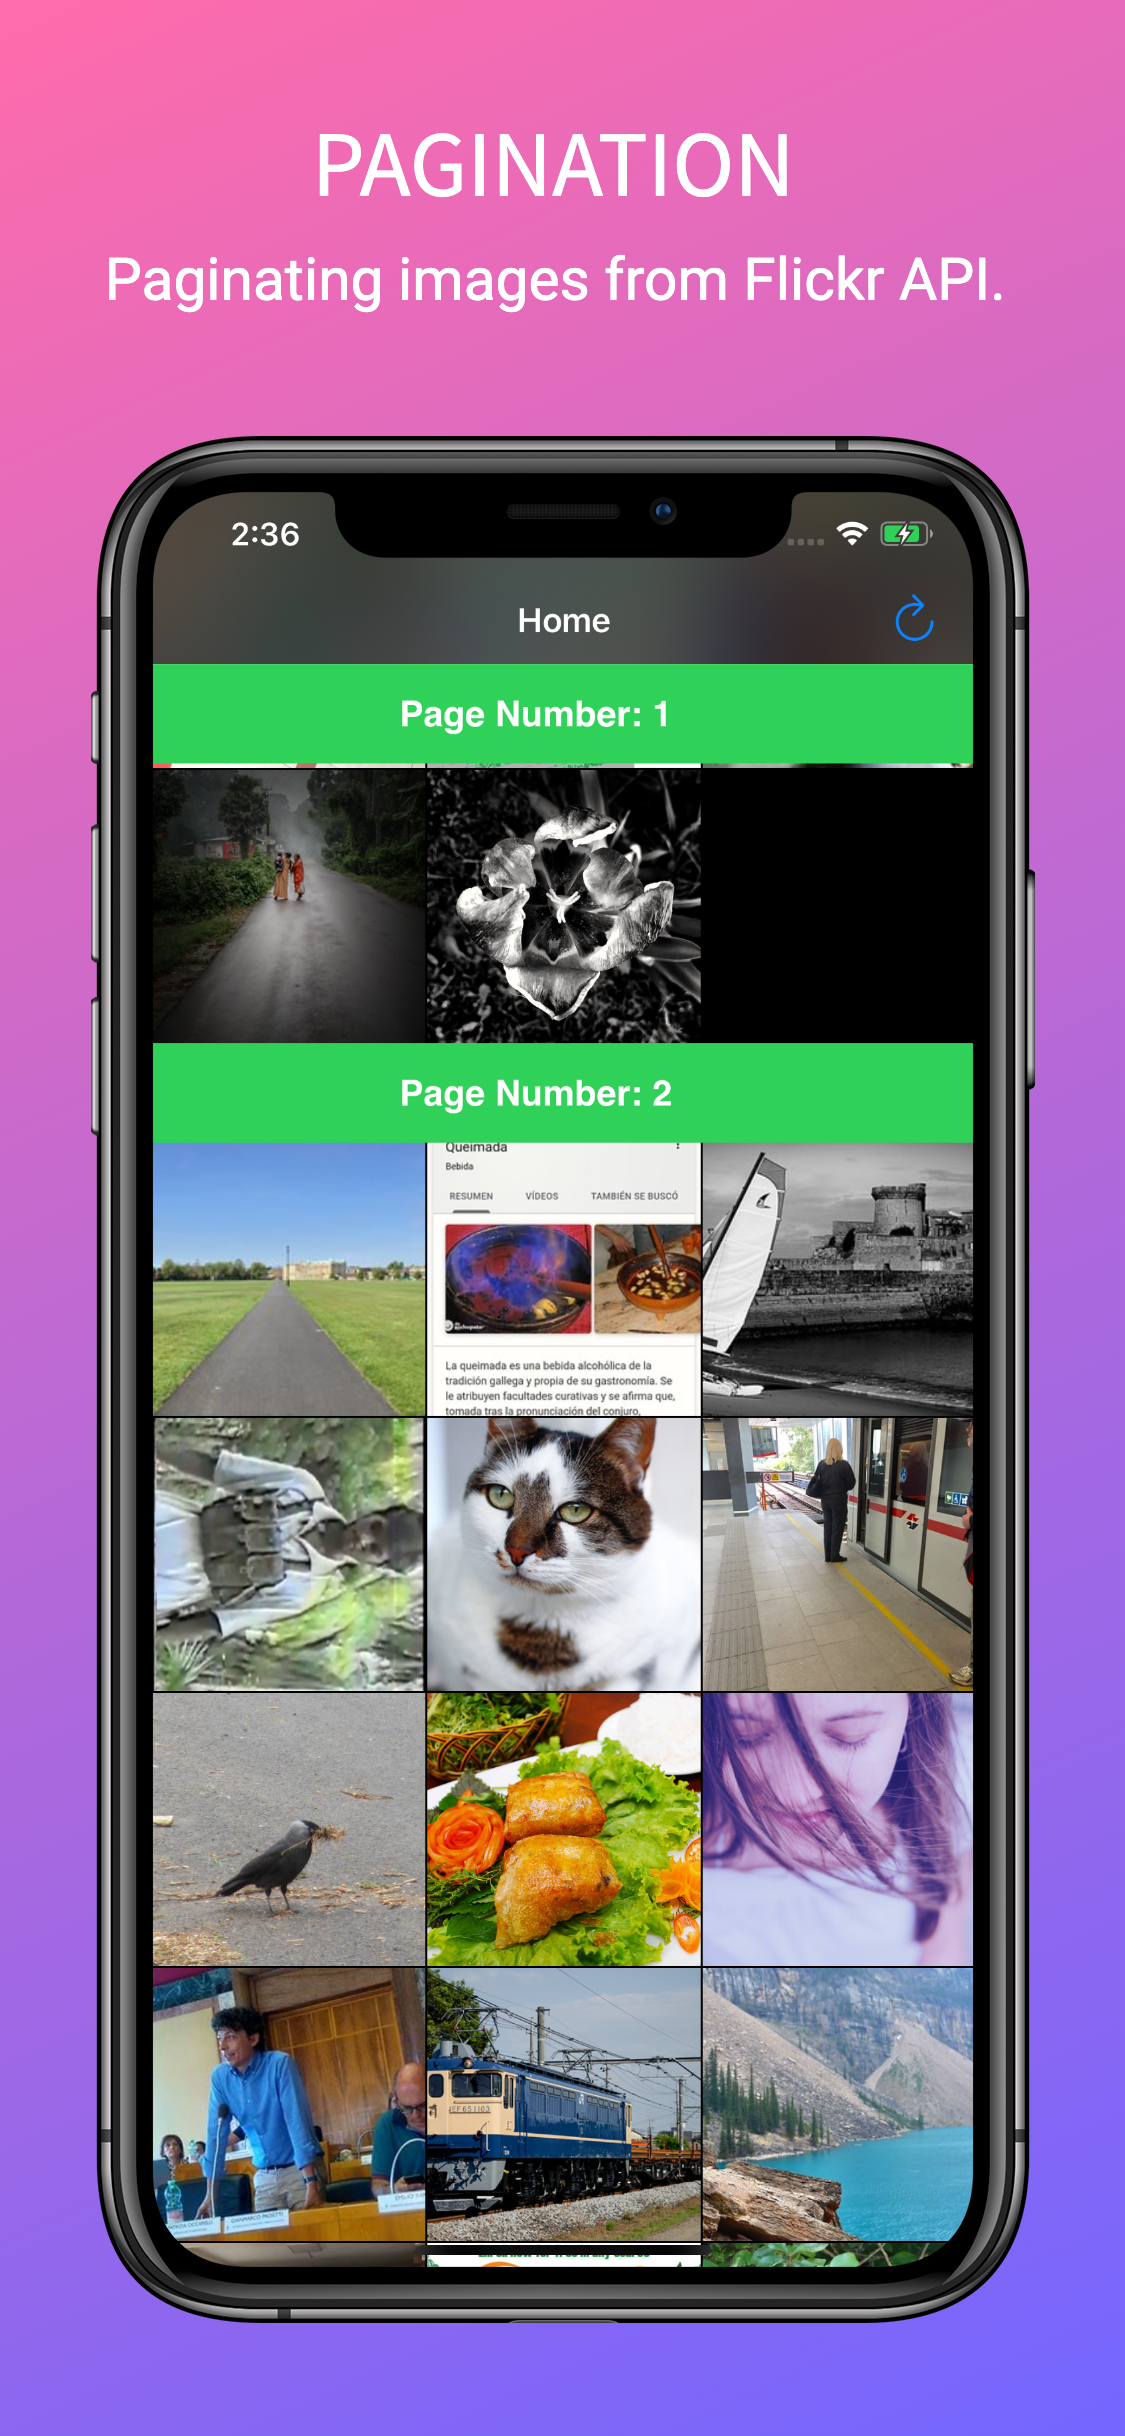 PAGINATION
Paginating images from Flickr API.
2:36
Home
Page Number: 1
Page Number: 2
Queimada
Bebida
RESUMEN VÍDEOS TAMBIÉN SE BUSCÓ
La queimada es una bebida alcohólica de la
tradición gallega y propia de su gastronomía. Se
le atribuyen facultades curativas y se afirma que,
tomada tras la pronunciación del conjuro,
GIANMARCO
EF651103